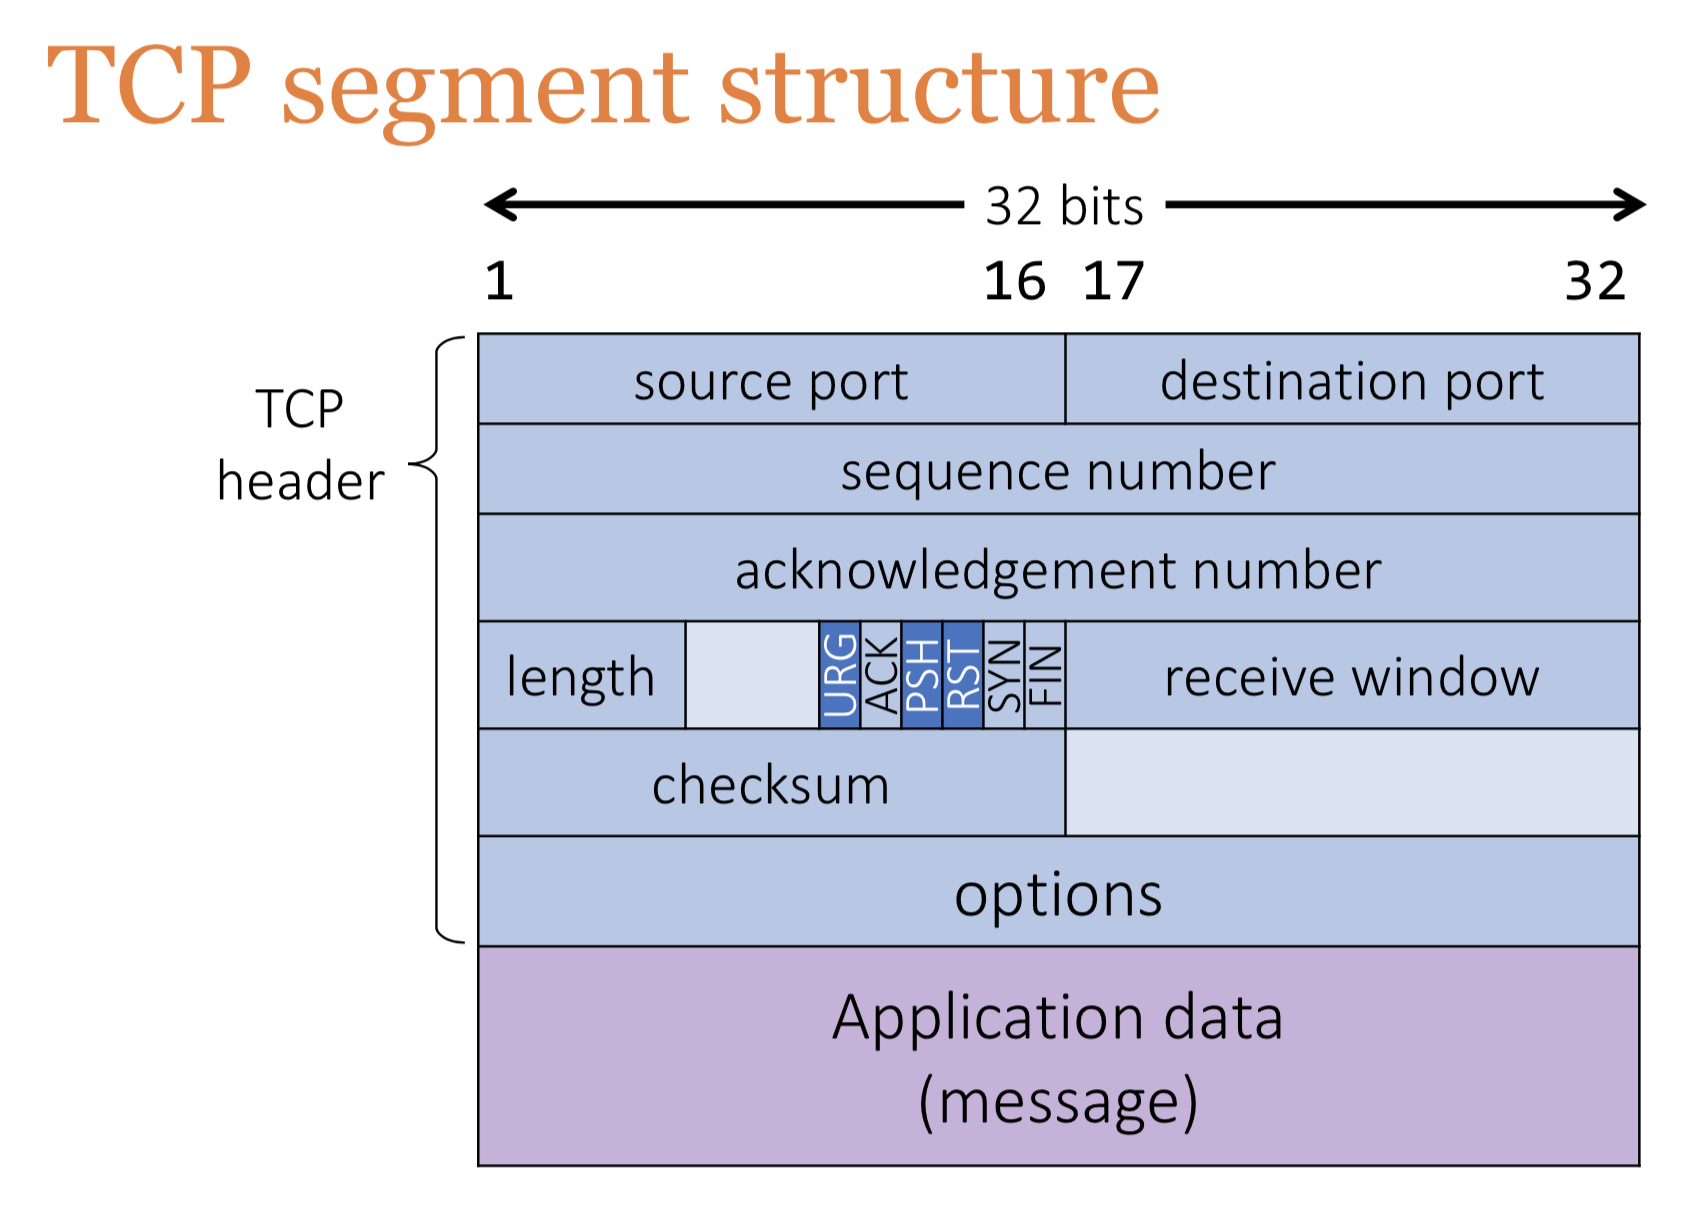 TCP segment structure
32 bits
1 16 17 32
TCP
header
source port destination port
sequence number
acknowledgement number
length URG ACK PSH RST SYN FIN receive window
checksum
options
Application data
(message)